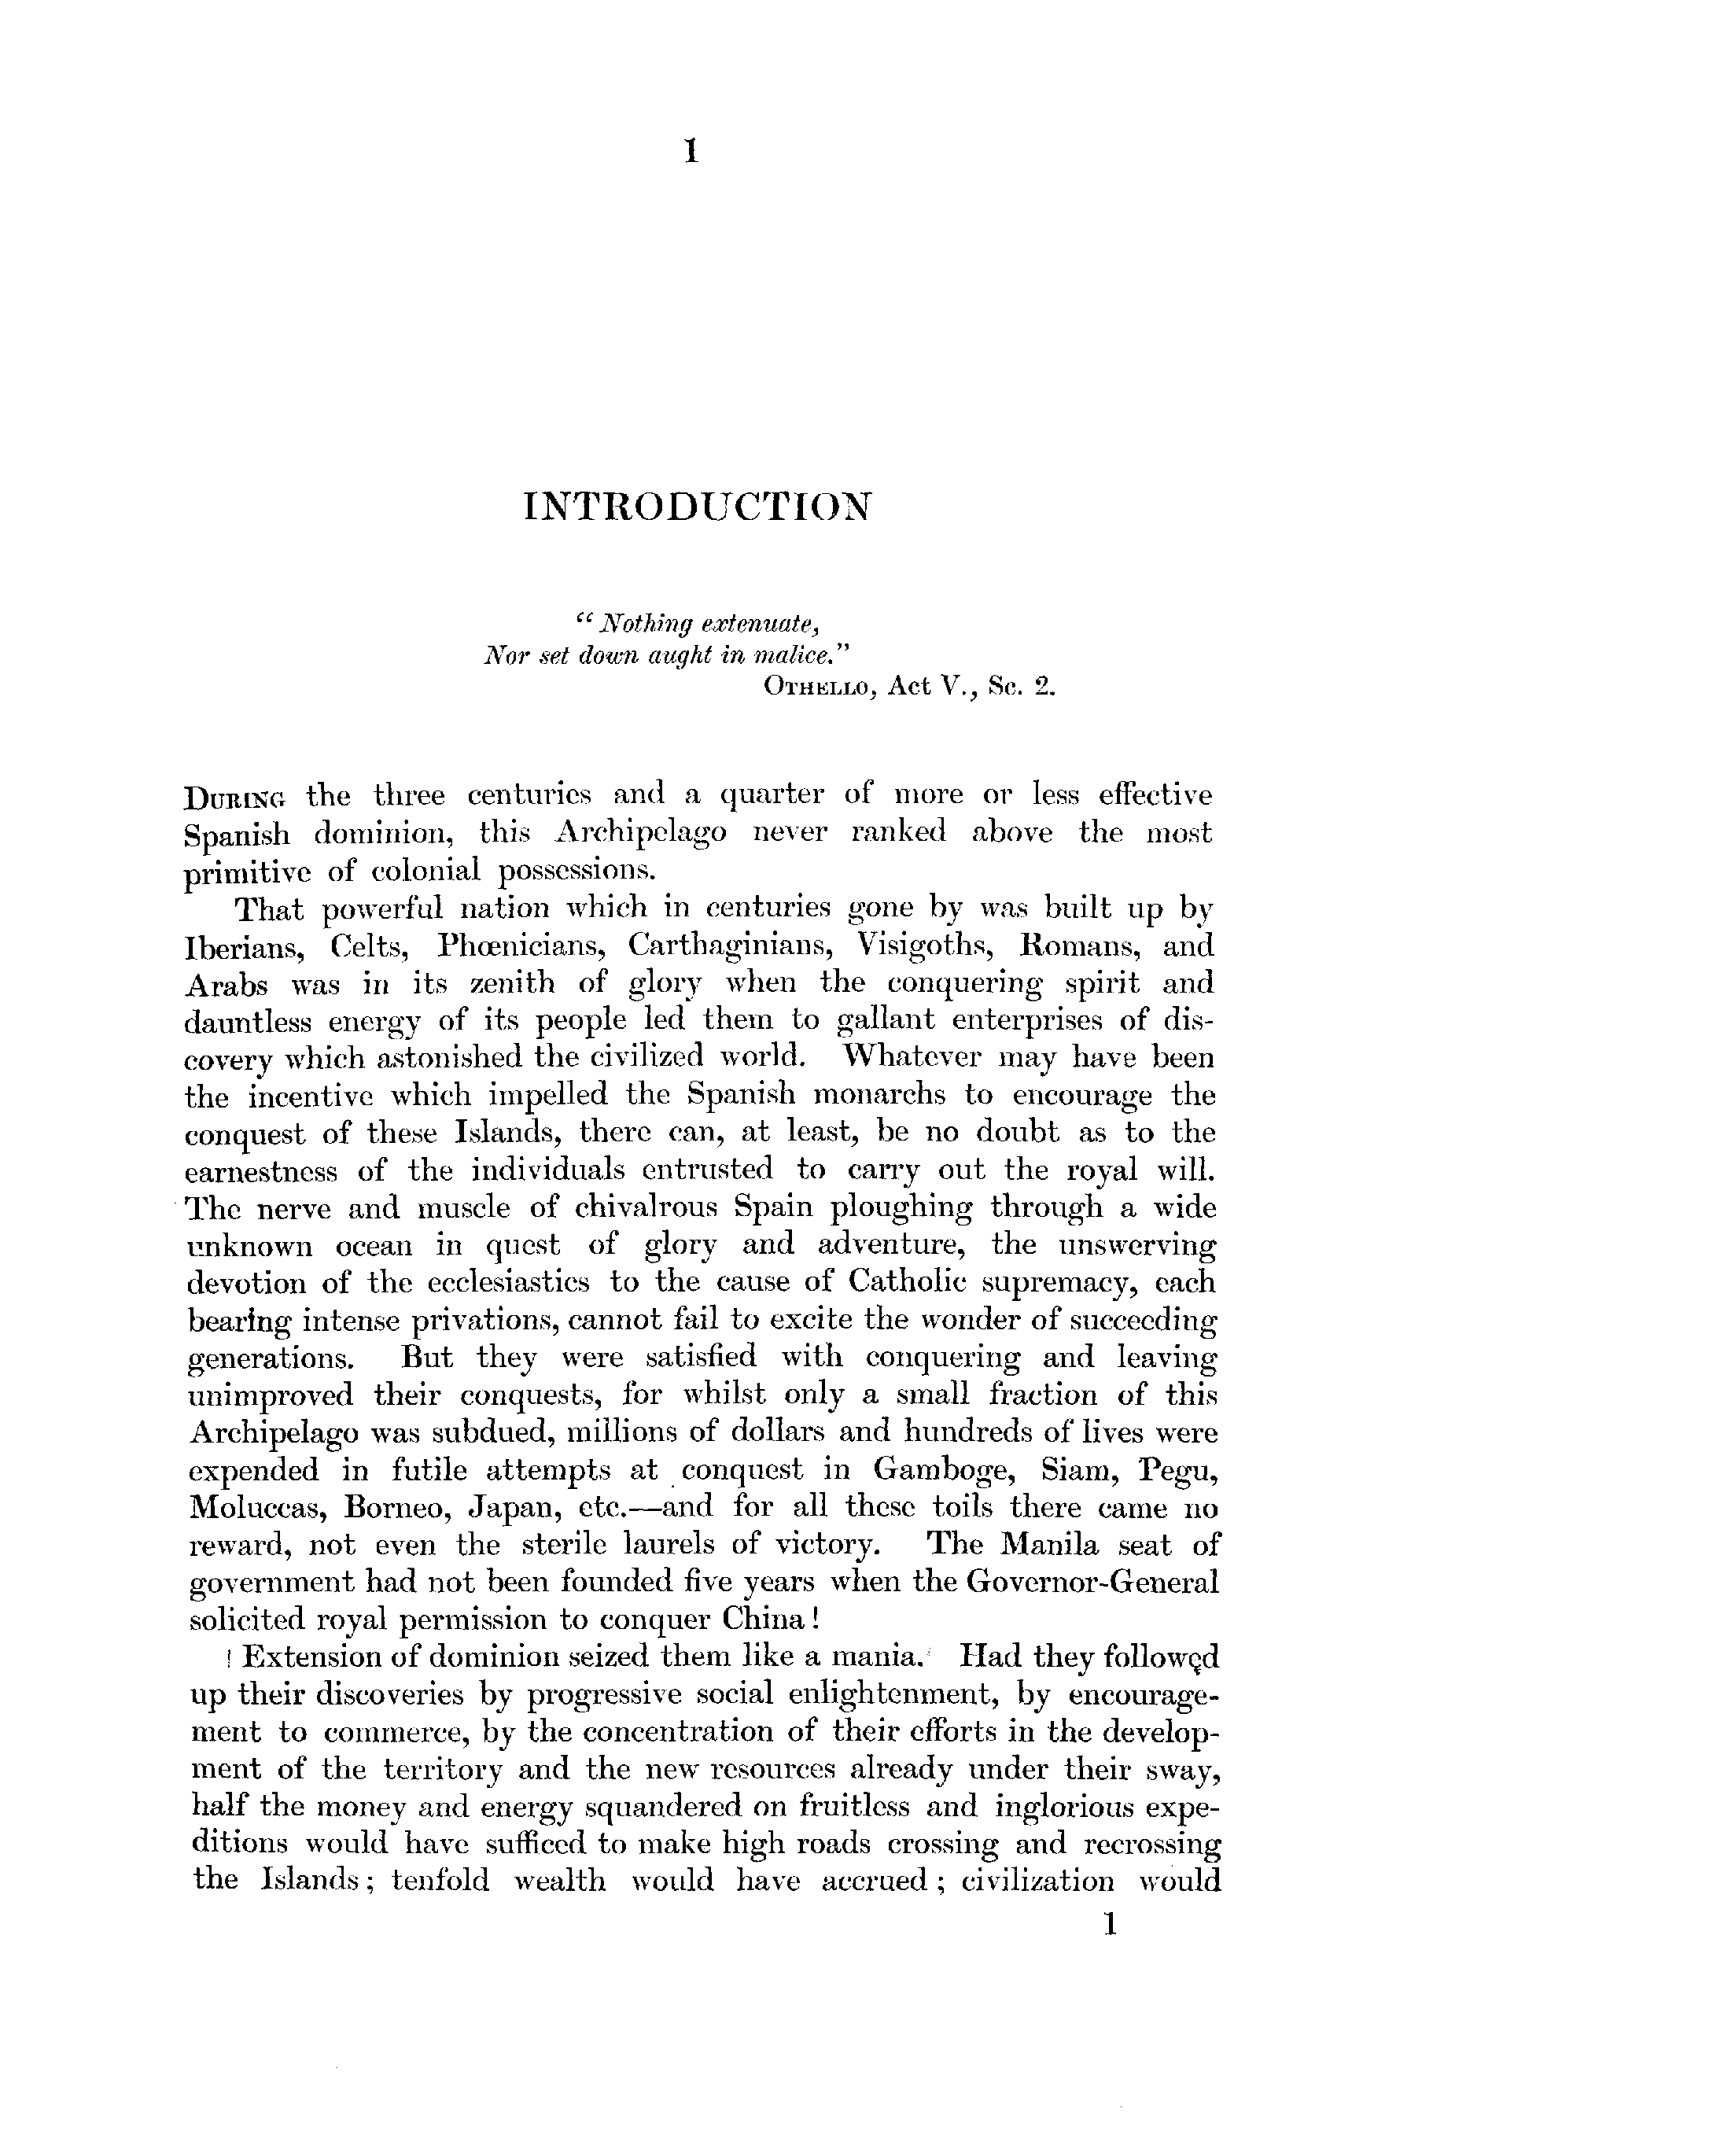 1
INTRODUCTION
“ Nothing extenuate,
Nor set down aught in malice.”
OTHELLO, Act V., Sc. 2.
DURING the three centuries and a quarter of more or less effective
Spanish dominion, this Archipelago never ranked above the most
primitive of colonial possessions.
That powerful nation which in centuries gone by was built up by
Iberians, Celts, Phœnicians, Carthaginians, Visigoths, Romans, and
Arabs was in its zenith of glory when the conquering spirit and
dauntless energy of its people led them to gallant enterprises of dis-
covery which astonished the civilized world. Whatever may have been
the incentive which impelled the Spanish monarchs to encourage the
conquest of these Islands, there can, at least, be no doubt as to the
earnestness of the individuals entrusted to carry out the royal will.
The nerve and muscle of chivalrous Spain ploughing through a wide
unknown ocean in quest of glory and adventure, the unswerving
devotion of the ecclesiastics to the cause of Catholic supremacy, each
bearing intense privations, cannot fail to excite the wonder of succeeding
generations. But they were satisfied with conquering and leaving
unimproved their conquests, for whilst only a small fraction of this
Archipelago was subdued, millions of dollars and hundreds of lives were
expended in futile attempts at conquest in Gamboge, Siam, Pegu,
Moluccas, Borneo, Japan, etc.—and for all these toils there came no
reward, not even the sterile laurels of victory. The Manila seat of
government had not been founded five years when the Governor-General
solicited royal permission to conquer China !
Extension of dominion seized them like a mania. Had they followed
up their discoveries by progressive social enlightenment, by encourage-
ment to commerce, by the concentration of their efforts in the develop-
ment of the territory and the new resources already under their sway,
half the money and energy squandered on fruitless and inglorious expe-
ditions would have sufficed to make high roads crossing and recrossing
the Islands ; tenfold wealth would have accrued ; civilization would
1